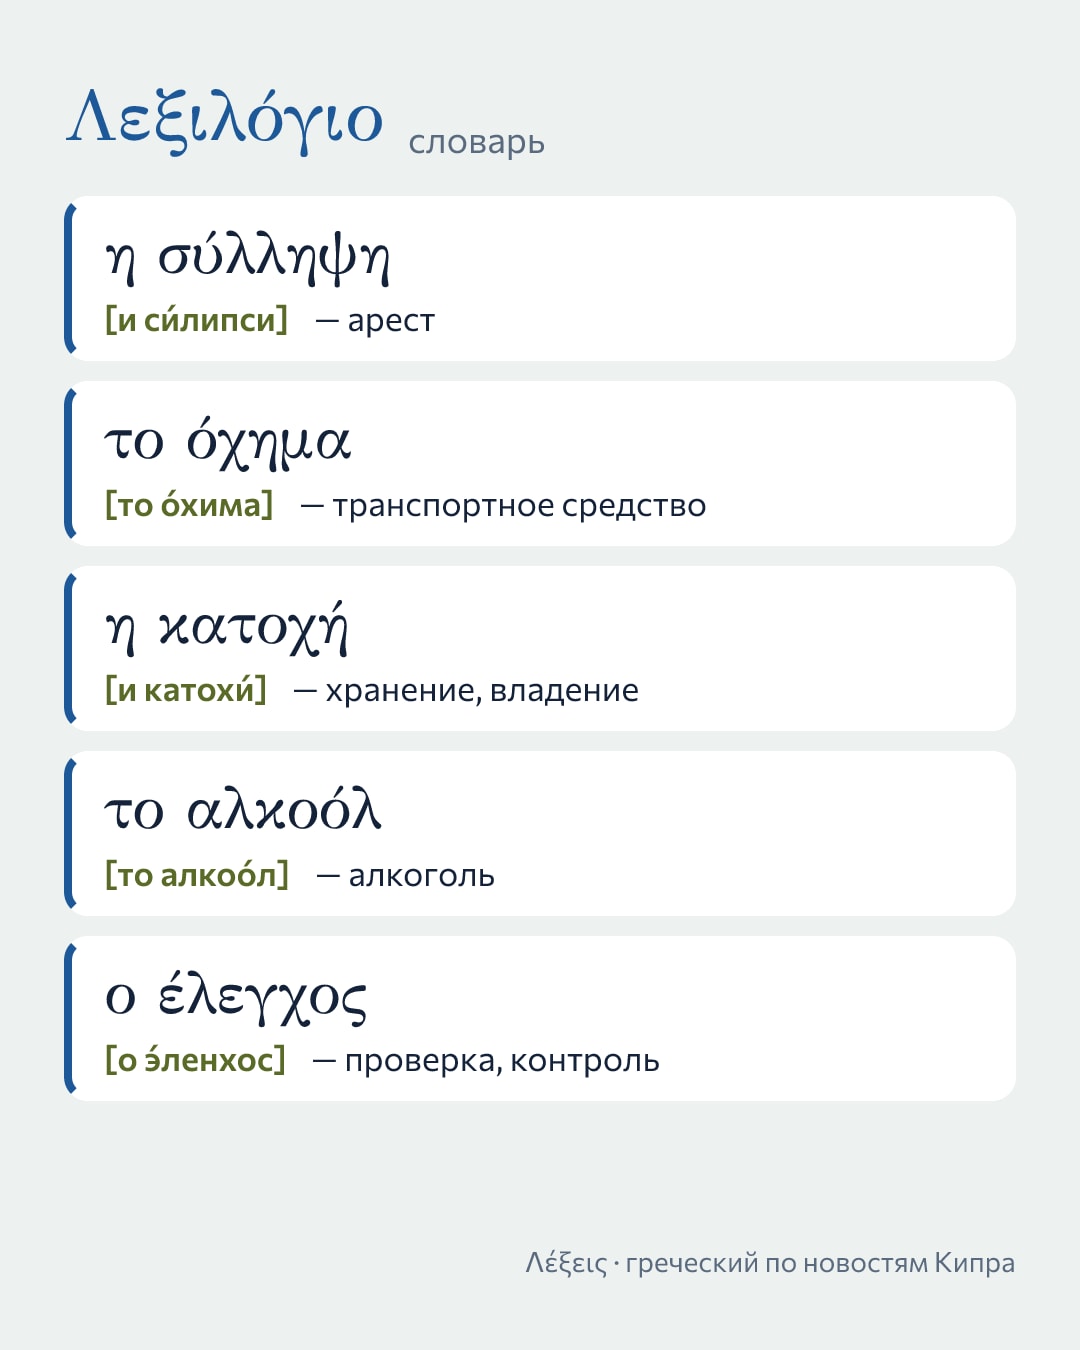 Λεξιλόγιο словарь
η σύλληψη
[и си́липси] — арест
το όχημα
[то о́хима] — транспортное средство
η κατοχή
[и катохи́] — хранение, владение
το αλκοόλ
[то алкоо́л] — алкоголь
ο έλεγχος
[о э́ленхос] — проверка, контроль
Λέξεις · греческий по новостям Кипра